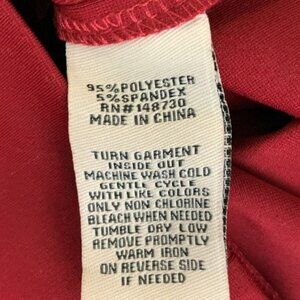 95%POLYESTER
5%SPANDEX
RN#148730
MADE IN CHINA
TURN GARMENT
INSIDE OUT
MACHINE WASH COLD
GENTLE CYCLE
WITH LIKE COLORS
ONLY NON CHLORINE
BLEACH WHEN NEEDED
TUMBLE DRY LOW
REMOVE PROMPTLY
WARM IRON
ON REVERSE SIDE
IF NEEDED